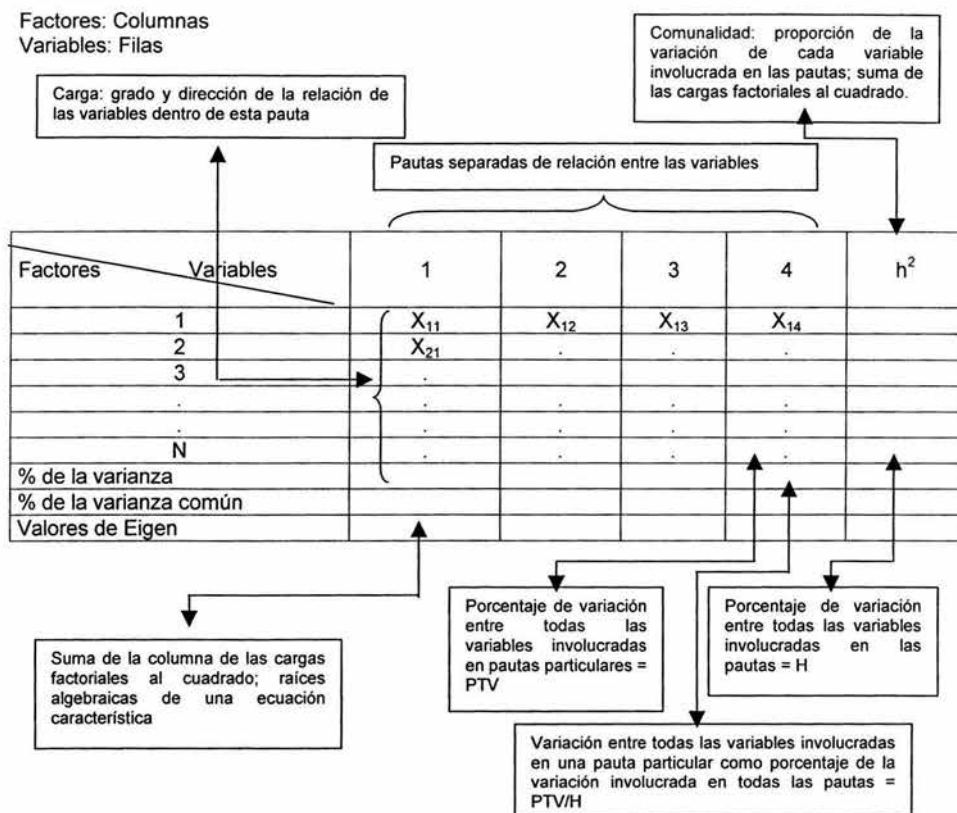 Factores: Columnas
Variables: Filas
Comunalidad: proporción de la
variación de cada variable
involucrada en las pautas; suma de
las cargas factoriales al cuadrado.
Carga: grado y dirección de la relación de
las variables dentro de esta pauta
Pautas separadas de relación entre las variables
Factores Variables 1 2 3 4 h²
1 X₁₁ X₁₂ X₁₃ X₁₄
2 X₂₁ . . .
3 . . . .
. . . . .
. . . . .
N . . . .
% de la varianza
% de la varianza común
Valores de Eigen
Suma de la columna de las cargas
factoriales al cuadrado; raíces
algebraicas de una ecuación
característica
Porcentaje de variación
entre todas las
variables involucradas
en pautas particulares =
PTV
Porcentaje de variación
entre todas las variables
involucradas en las
pautas = H
Variación entre todas las variables involucradas
en una pauta particular como porcentaje de la
variación involucrada en todas las pautas =
PTV/H